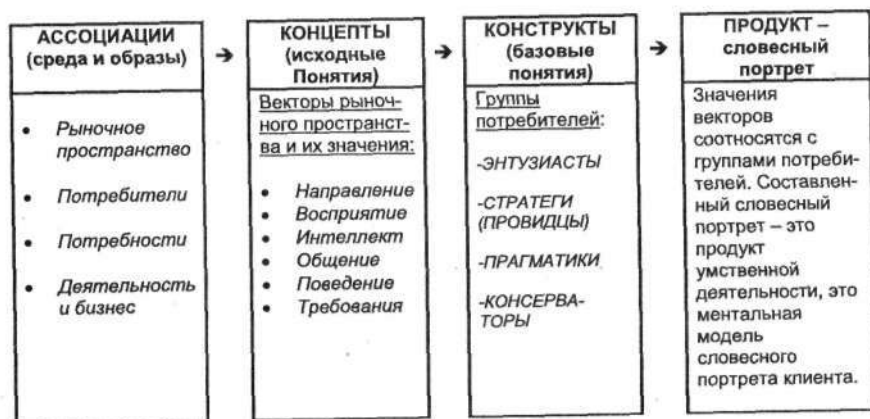 АССОЦИАЦИИ
(среда и образы)
• Рыночное
пространство
• Потребители
• Потребности
• Деятельность
и бизнес
➔
КОНЦЕПТЫ
(исходные
Понятия)
Векторы рыноч-
ного пространст-
ва и их значения:
• Направление
• Восприятие
• Интеллект
• Общение
• Поведение
• Требования
➔
КОНСТРУКТЫ
(базовые
понятия)
Группы
потребителей:
-ЭНТУЗИАСТЫ
-СТРАТЕГИ
(ПРОВИДЦЫ)
-ПРАГМАТИКИ
-КОНСЕРВА-
ТОРЫ
➔
ПРОДУКТ –
словесный
портрет
Значения
векторов
соотносятся с
группами потреби-
телей. Составлен-
ный словесный
портрет – это
продукт
умственной
деятельности, это
ментальная
модель
словесного
портрета клиента.